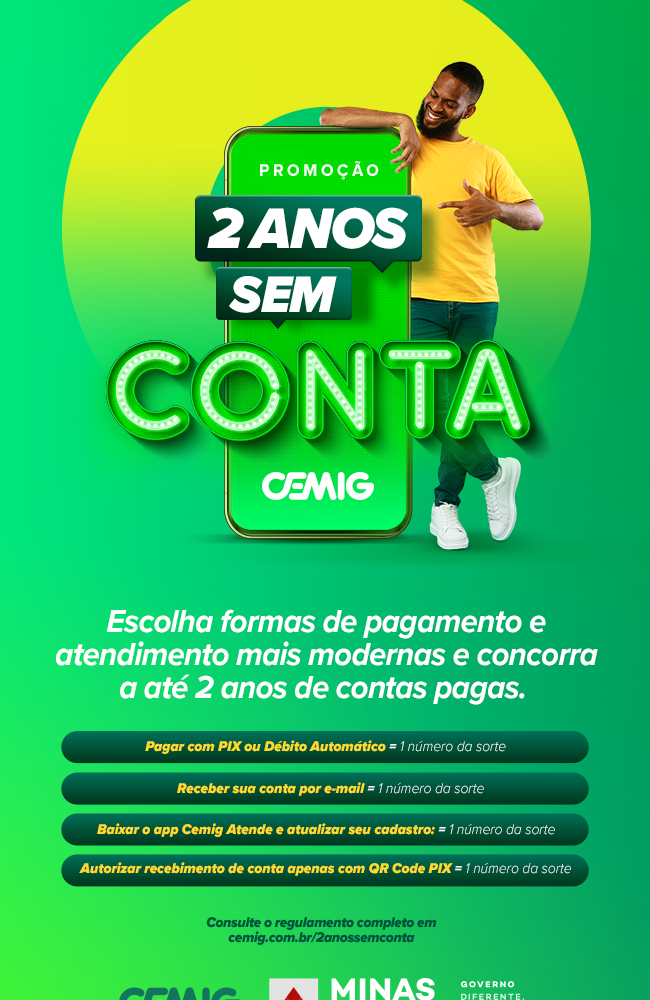 PROMOÇÃO
2 ANOS
SEM
CONTA
CEMIG
Escolha formas de pagamento e
atendimento mais modernas e concorra
a até 2 anos de contas pagas.
Pagar com PIX ou Débito Automático = 1 número da sorte
Receber sua conta por e-mail = 1 número da sorte
Baixar o app Cemig Atende e atualizar seu cadastro: = 1 número da sorte
Autorizar recebimento de conta apenas com QR Code PIX = 1 número da sorte
Consulte o regulamento completo em
cemig.com.br/2anossemconta
CEMIG
MINAS
GOVERNO
DIFERENTE.